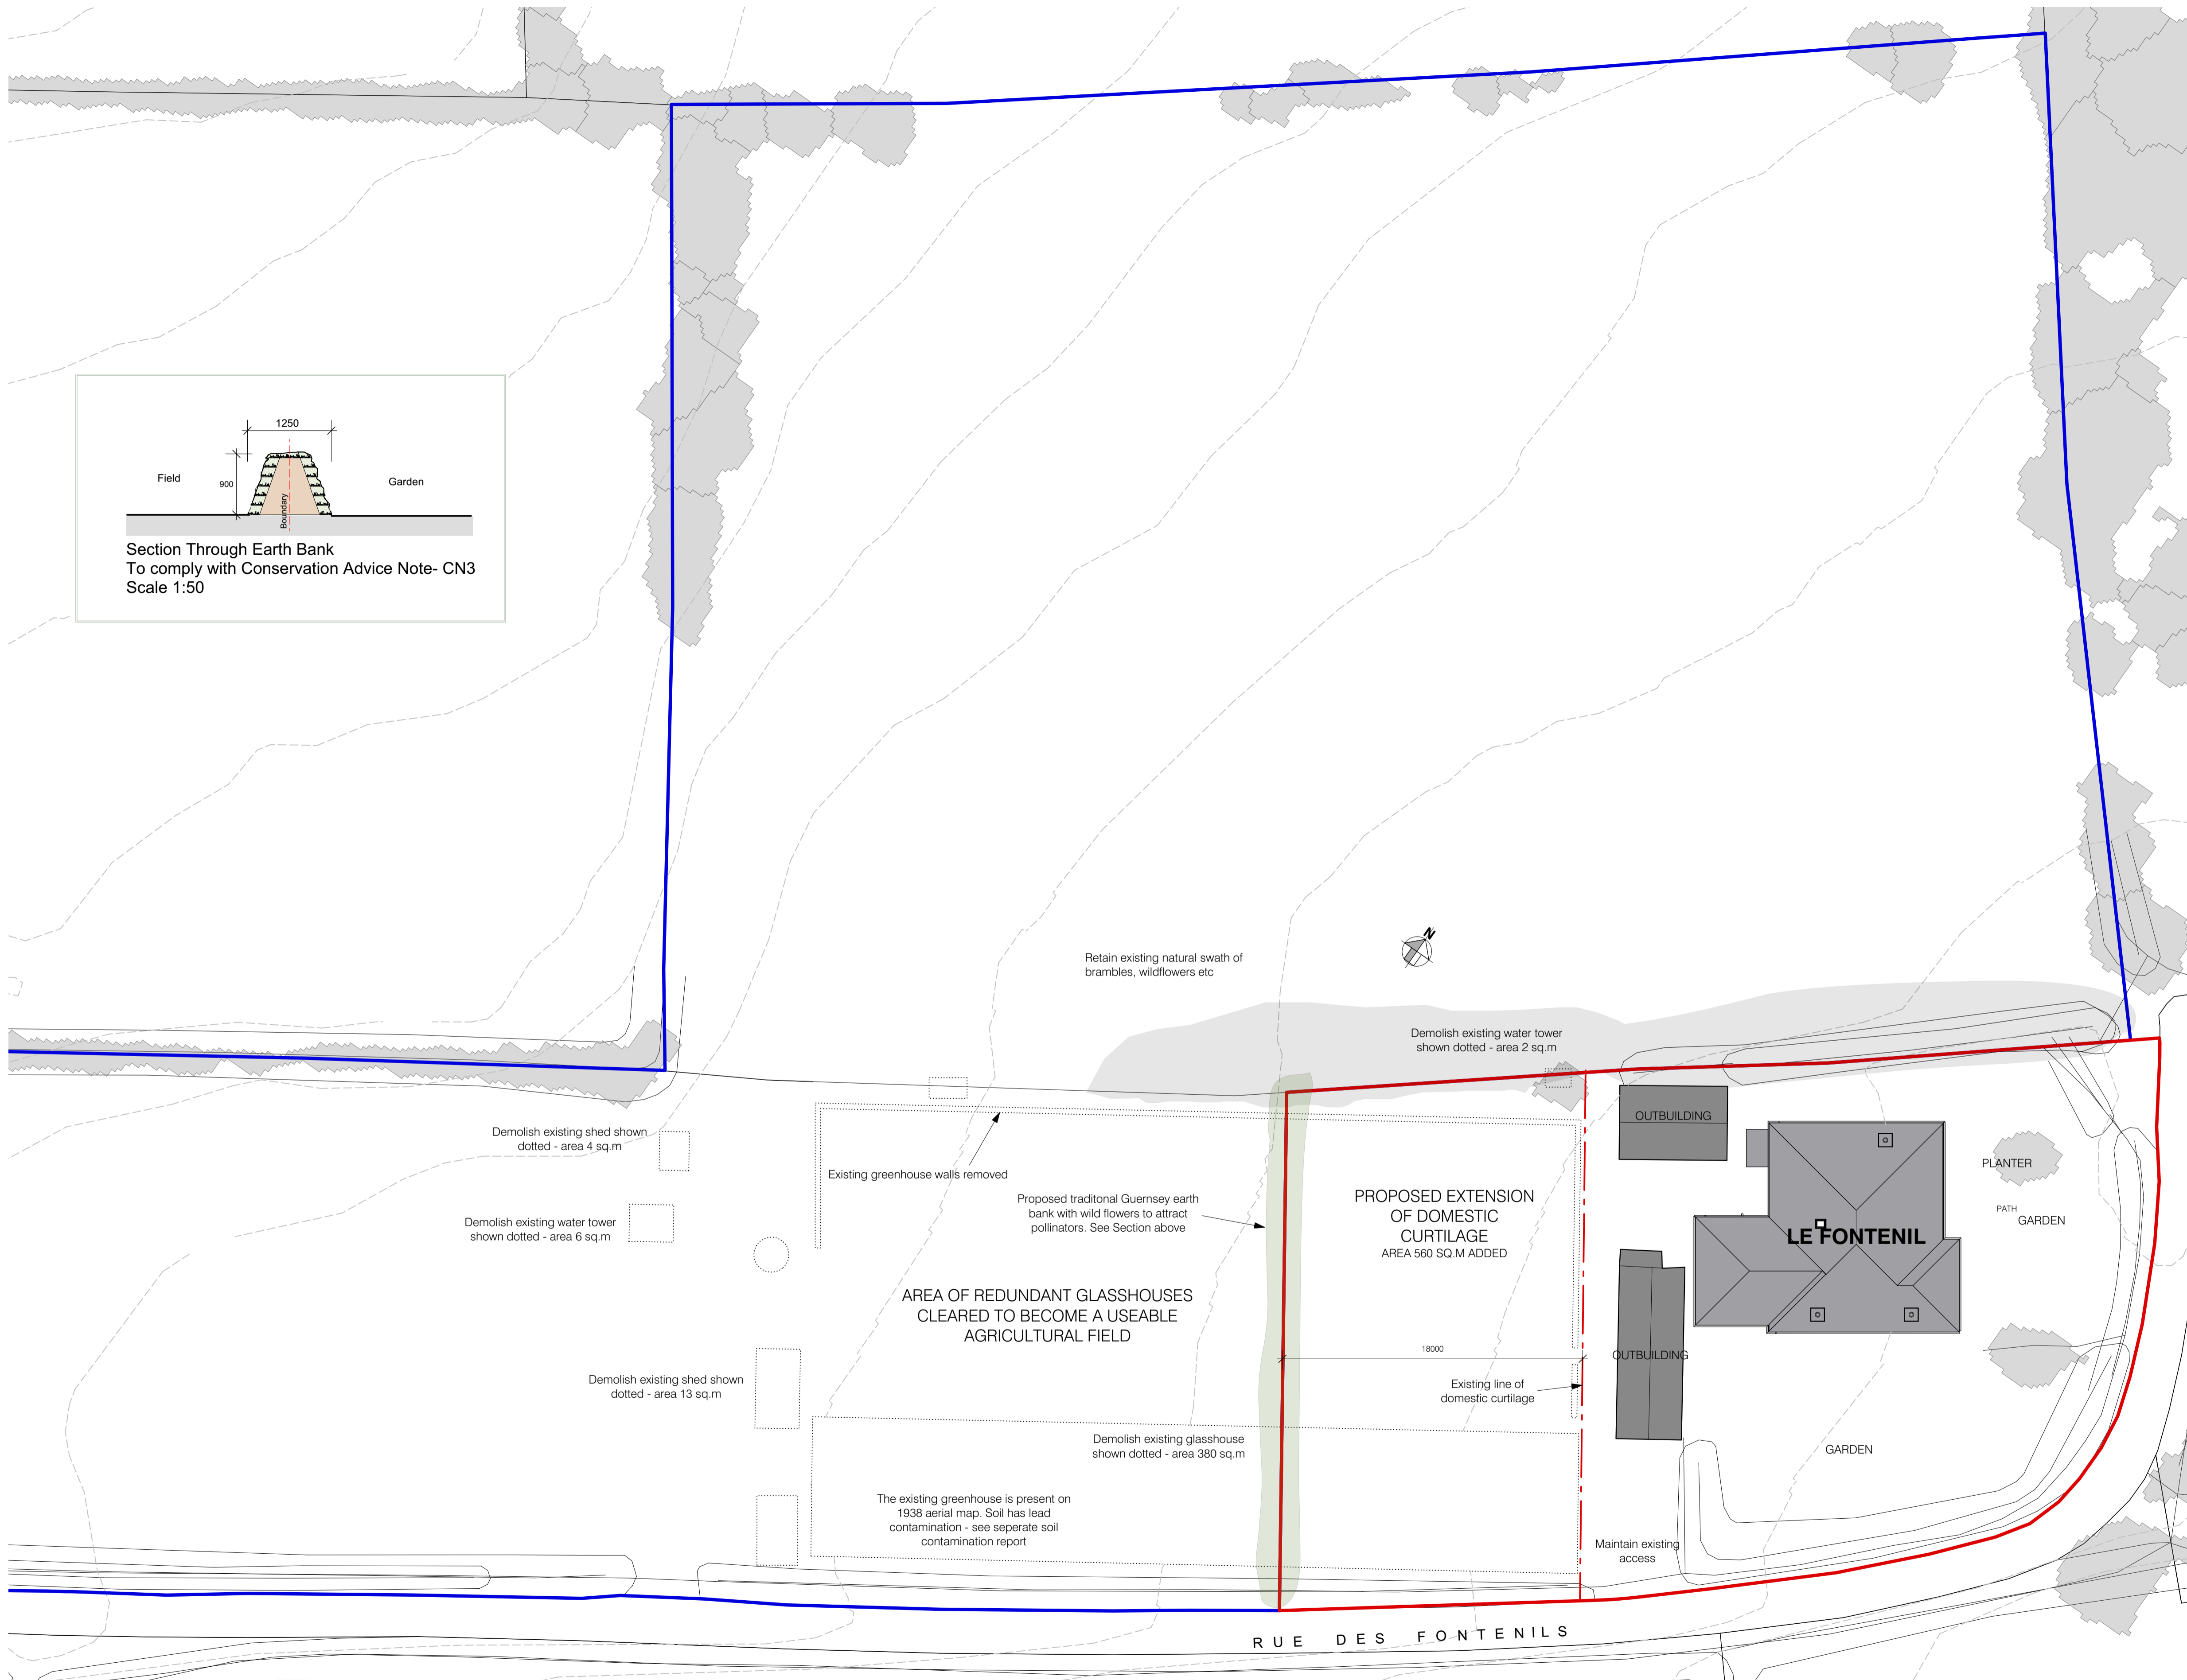 1250
Field
900
Boundary
Garden
Section Through Earth Bank
To comply with Conservation Advice Note- CN3
Scale 1:50
N
Retain existing natural swath of
brambles, wildflowers etc
Demolish existing water tower
shown dotted - area 2 sq.m
OUTBUILDING
Demolish existing shed shown
dotted - area 4 sq.m
Existing greenhouse walls removed
Proposed traditonal Guernsey earth
bank with wild flowers to attract
pollinators. See Section above
PROPOSED EXTENSION
OF DOMESTIC
CURTILAGE
AREA 560 SQ.M ADDED
PLANTER
PATH
GARDEN
LE FONTENIL
Demolish existing water tower
shown dotted - area 6 sq.m
AREA OF REDUNDANT GLASSHOUSES
CLEARED TO BECOME A USEABLE
AGRICULTURAL FIELD
18000
OUTBUILDING
Demolish existing shed shown
dotted - area 13 sq.m
Existing line of
domestic curtilage
Demolish existing glasshouse
shown dotted - area 380 sq.m
GARDEN
The existing greenhouse is present on
1938 aerial map. Soil has lead
contamination - see seperate soil
contamination report
Maintain existing
access
RUE DES FONTENILS